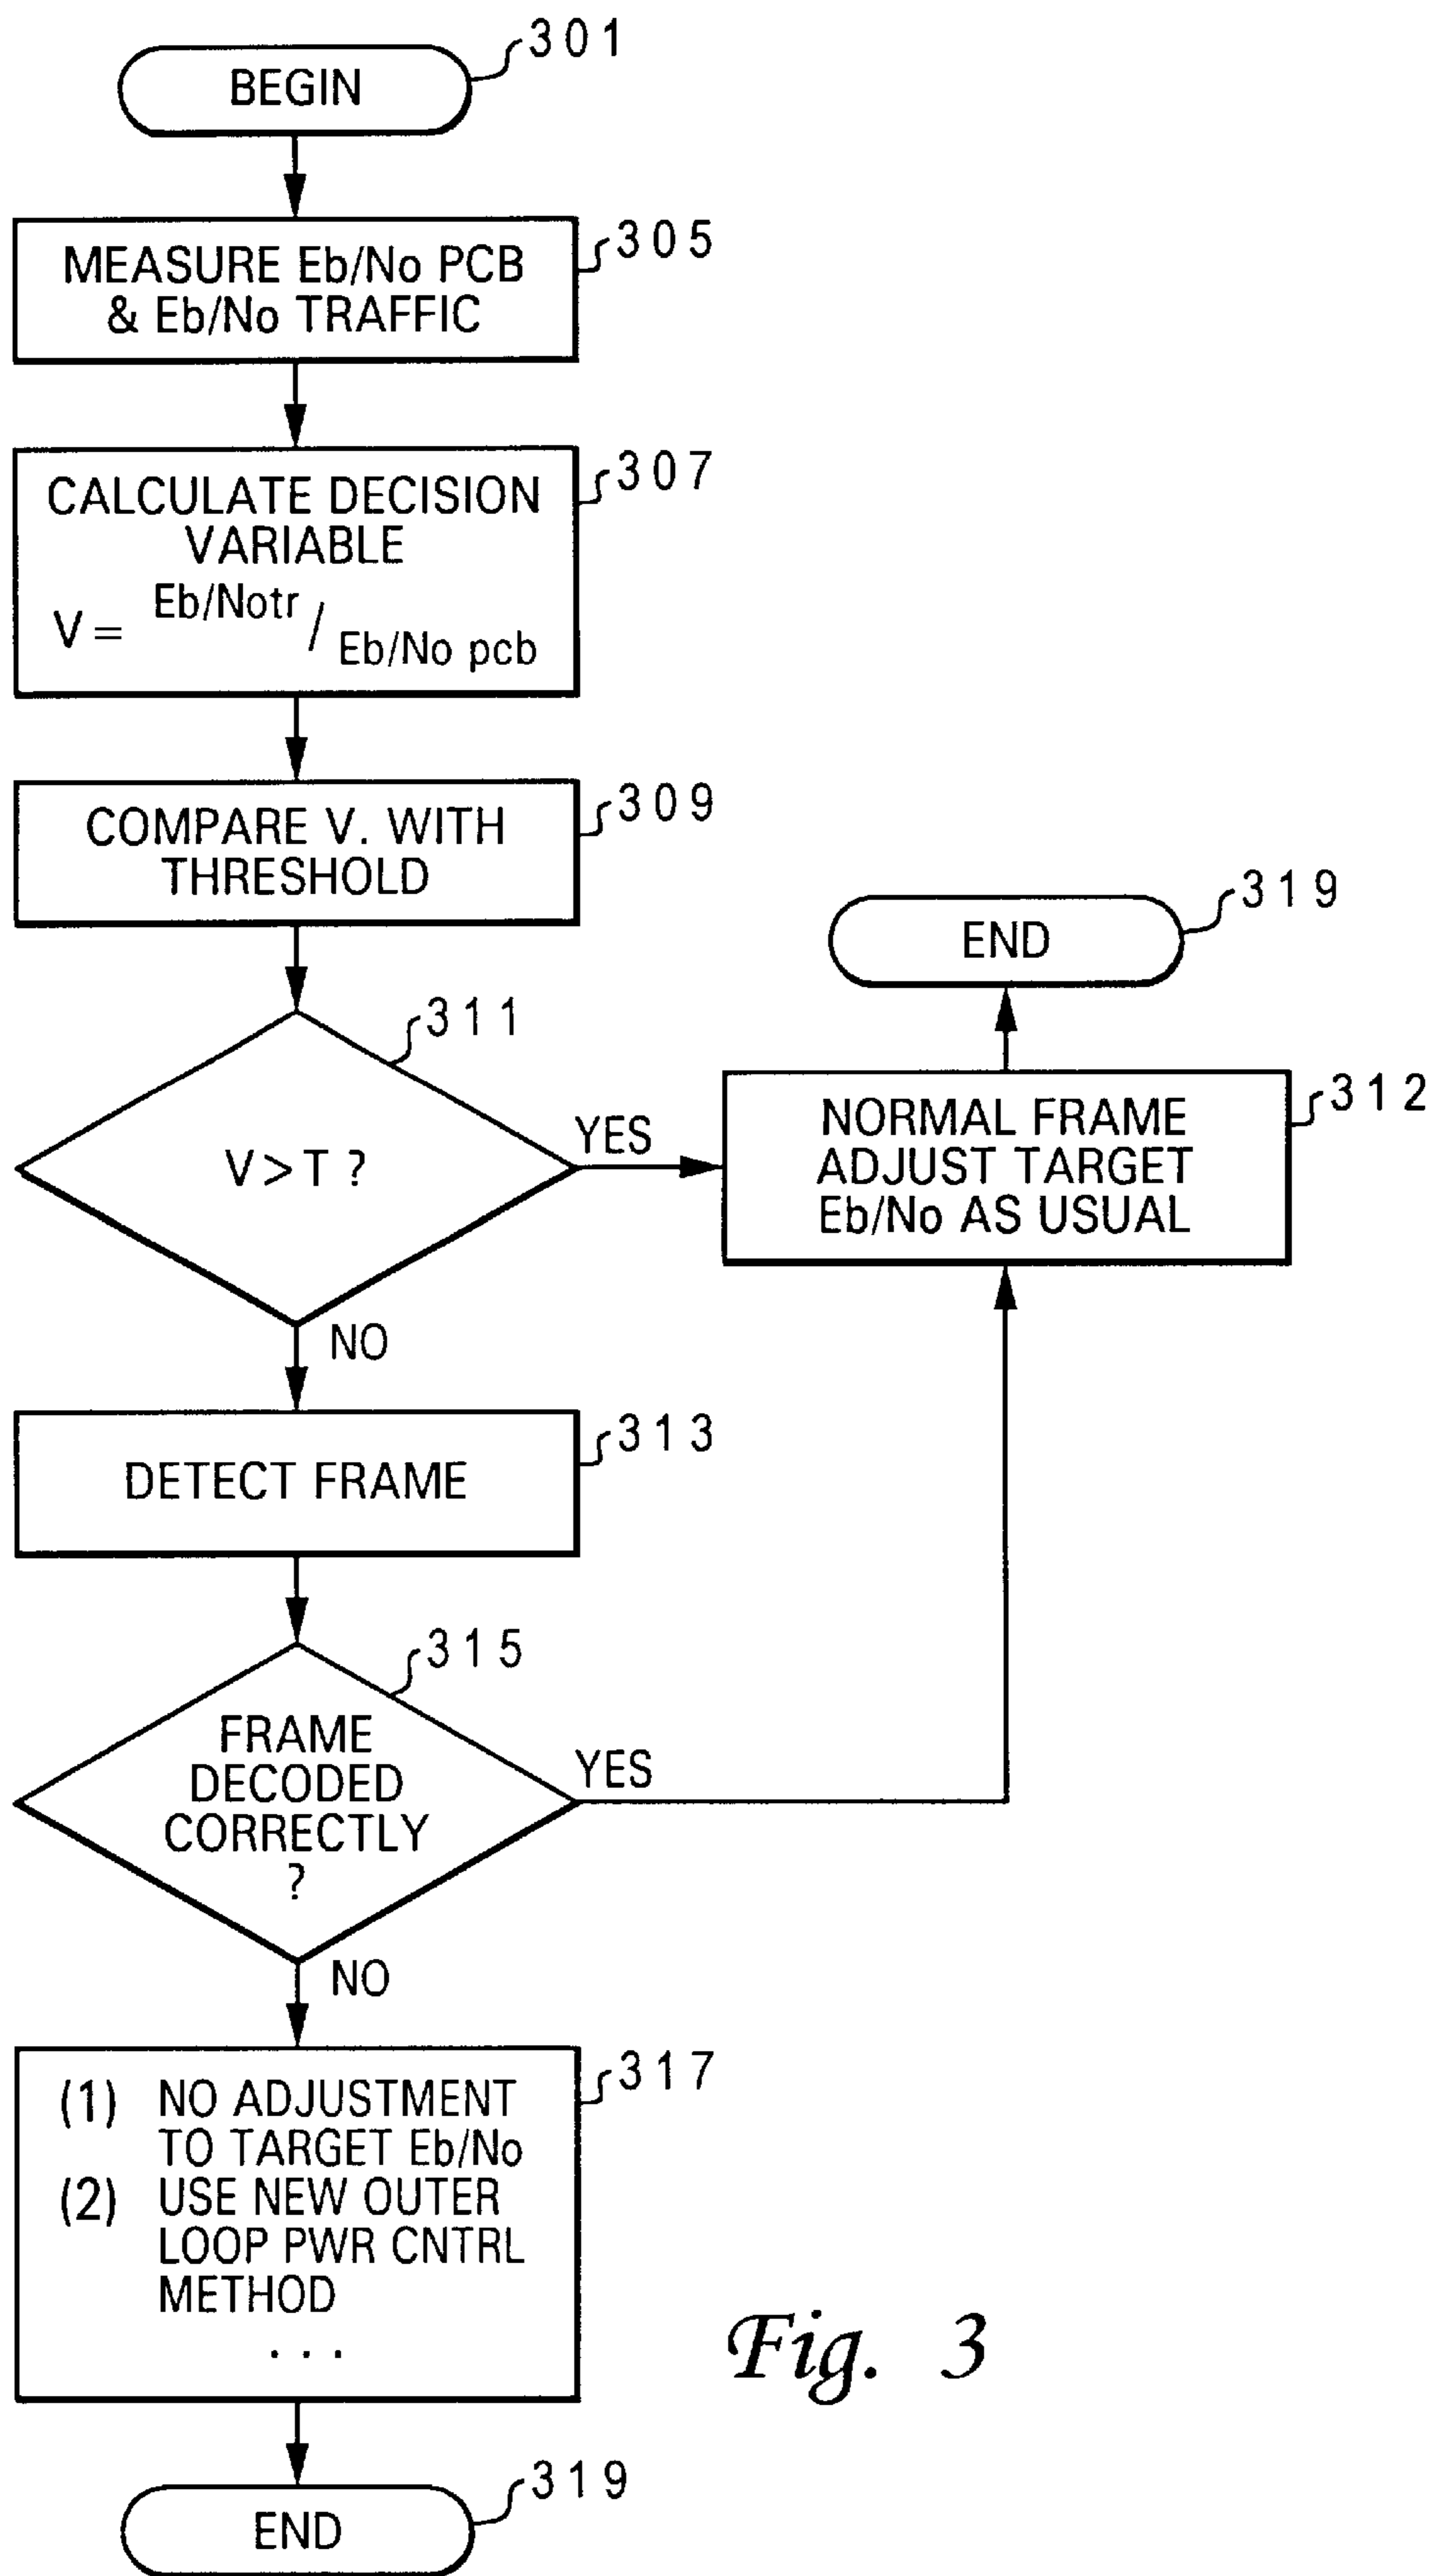 BEGIN
301
MEASURE Eb/No PCB
& Eb/No TRAFFIC
305
CALCULATE DECISION
VARIABLE
V = Eb/Notr / Eb/No pcb
307
COMPARE V. WITH
THRESHOLD
309
END
319
311
V>T ?
YES
NO
NORMAL FRAME
ADJUST TARGET
Eb/No AS USUAL
312
DETECT FRAME
313
315
FRAME
DECODED
CORRECTLY
?
YES
NO
(1) NO ADJUSTMENT
TO TARGET Eb/No
(2) USE NEW OUTER
LOOP PWR CNTRL
METHOD
. . .
317
Fig. 3
END
319